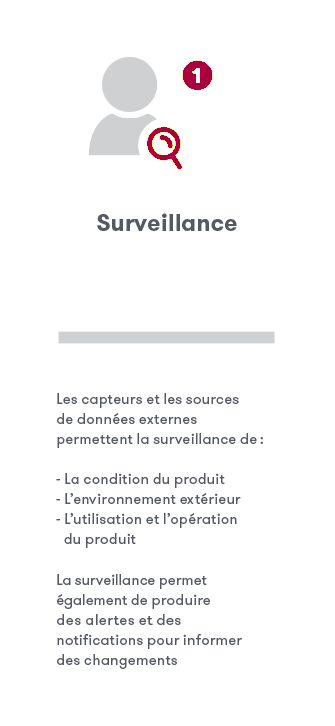 1
Surveillance
Les capteurs et les sources
de données externes
permettent la surveillance de :
- La condition du produit
- L’environnement extérieur
- L’utilisation et l’opération
du produit
La surveillance permet
également de produire
des alertes et des
notifications pour informer
des changements